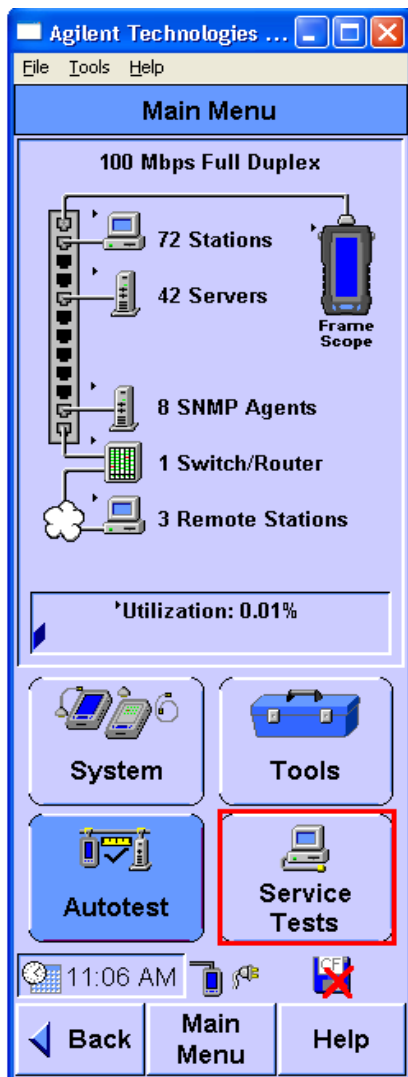 Agilent Technologies ...
File Tools Help
Main Menu
100 Mbps Full Duplex
72 Stations
42 Servers
Frame
Scope
8 SNMP Agents
1 Switch/Router
3 Remote Stations
Utilization: 0.01%
System
Tools
Autotest
Service
Tests
11:06 AM
CF
Back
Main
Menu
Help